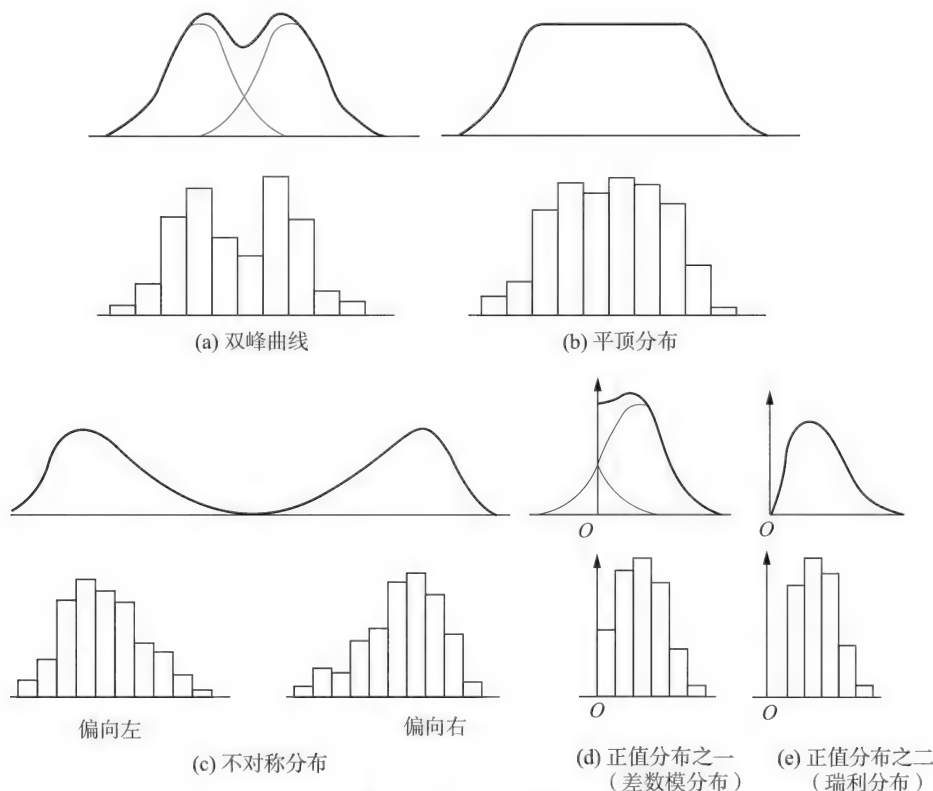 (a) 双峰曲线
(b) 平顶分布
O
O
O
O
偏向左
偏向右
(c) 不对称分布
(d) 正值分布之一
（差数模分布）
(e) 正值分布之二
（瑞利分布）